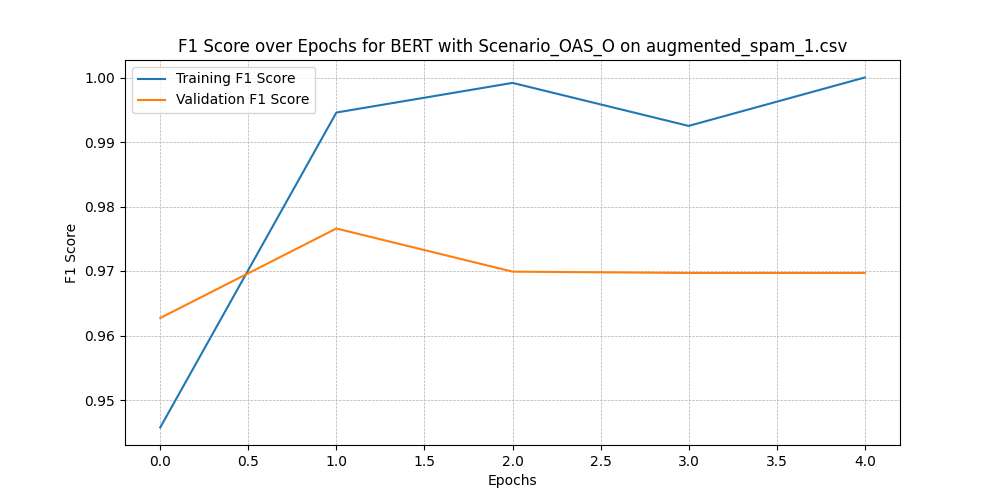 F1 Score over Epochs for BERT with Scenario_OAS_O on augmented_spam_1.csv
Training F1 Score
Validation F1 Score
1.00
0.99
0.98
0.97
0.96
0.95
F1 Score
0.0 0.5 1.0 1.5 2.0 2.5 3.0 3.5 4.0
Epochs